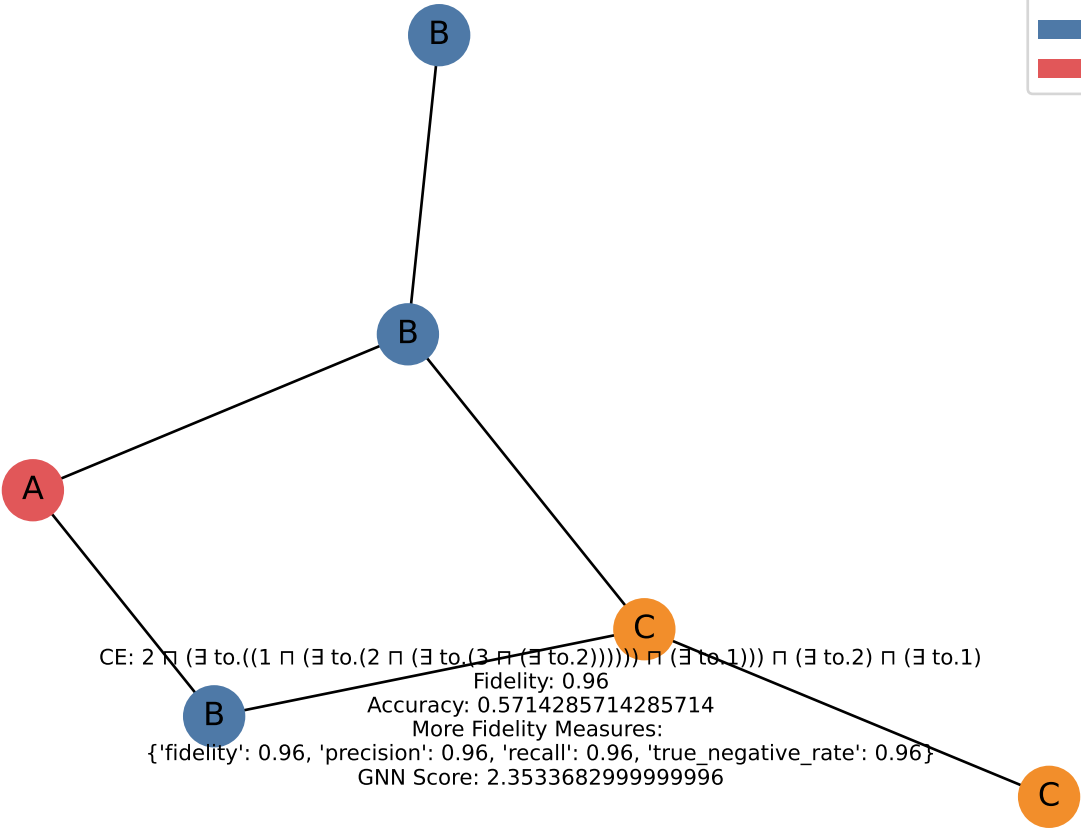 B
B
A
C
CE: 2 ⊓ (∃ to.((1 ⊓ (∃ to.(2 ⊓ (∃ to.(3 ⊓ (∃ to.2)))))) ⊓ (∃ to.1))) ⊓ (∃ to.2) ⊓ (∃ to.1)
Fidelity: 0.96
Accuracy: 0.5714285714285714
B
More Fidelity Measures:
{'fidelity': 0.96, 'precision': 0.96, 'recall': 0.96, 'true_negative_rate': 0.96}
GNN Score: 2.3533682999999996
C